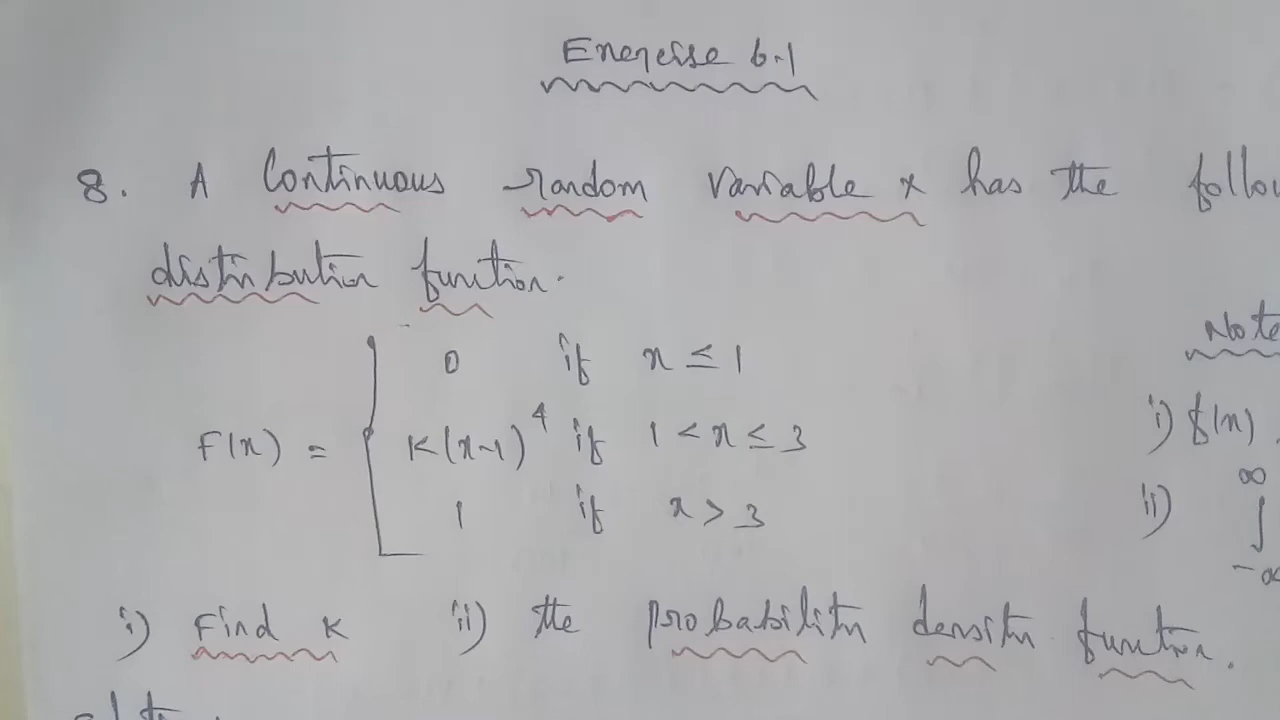 Exercise 6.1
8. A Continuous random variable x has the
distribution function.
F(x) = 0 if x ≤ 1
K(x-1)^4 if 1 < x ≤ 3
1 if x > 3
Note
i) f(x)
ii) ∫ ∞ -∞
i) Find K ii) the probability density function.